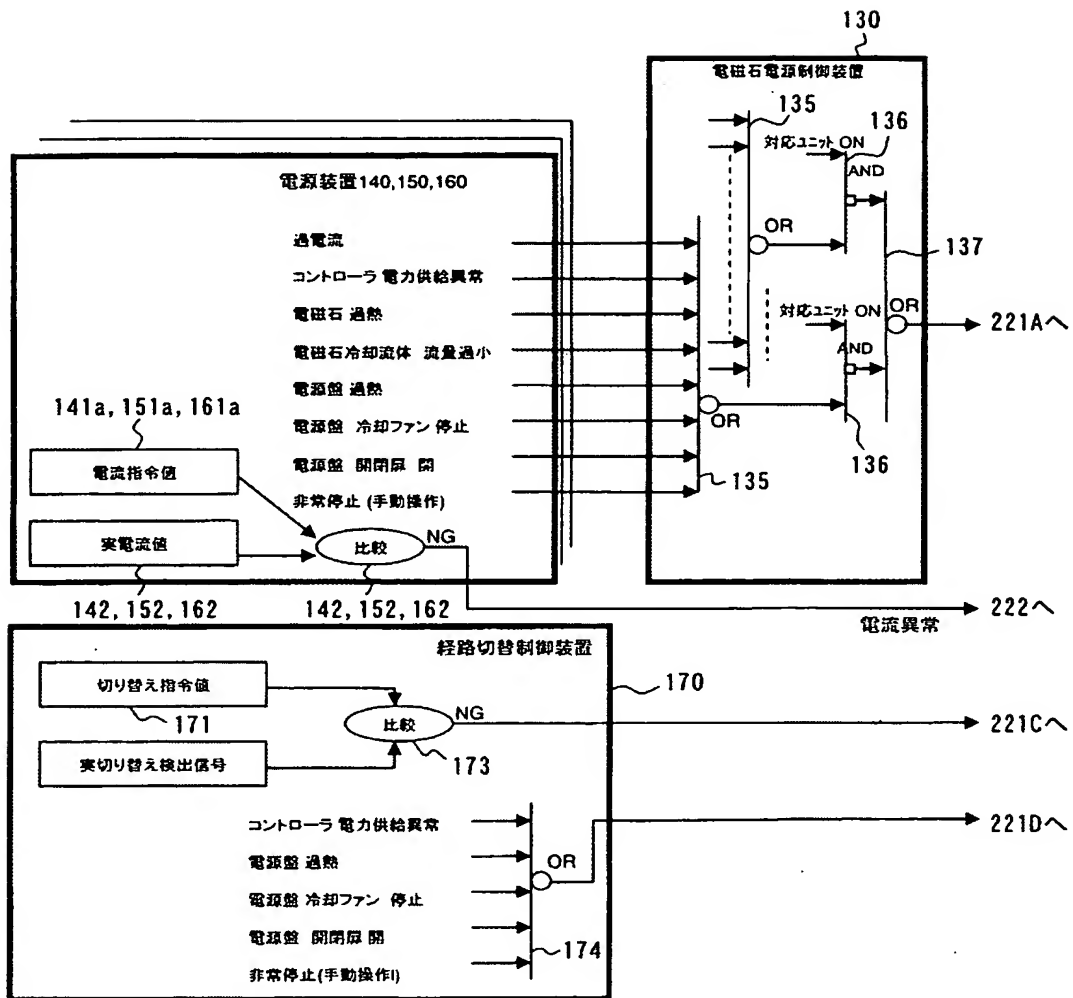 130
電磁石電源制御装置
135
対応ユニット ON
136
AND
電源装置140,150,160
OR
137
過電流
コントローラ 電力供給異常
電磁石 過熱
対応ユニット ON
OR
221Aへ
電磁石冷却流体 流量過小
AND
電源盤 過熱
141a, 151a, 161a
OR
電源盤 冷却ファン 停止
136
電流指令値
電源盤 開閉扉 開
135
非常停止 (手動操作)
実電流値
比較
NG
142, 152, 162
142, 152, 162
222へ
電流異常
経路切替制御装置
切り替え指令値
170
171
比較
NG
221Cへ
実切り替え検出信号
173
コントローラ 電力供給異常
221Dへ
電源盤 過熱
OR
電源盤 冷却ファン 停止
電源盤 開閉扉 開
174
非常停止(手動操作I)